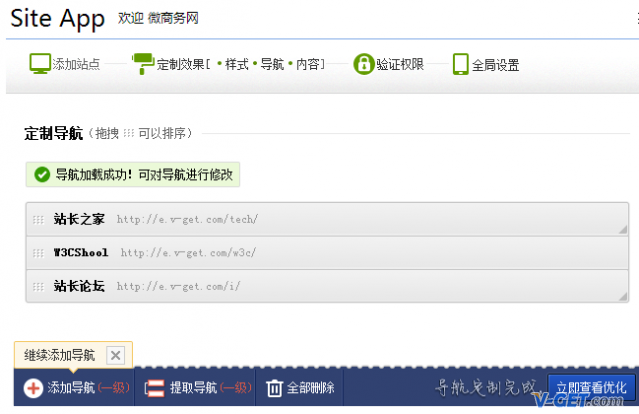 Site App 欢迎 微商务网
添加站点 定制效果[ •样式•导航•内容] 验证权限 全局设置
定制导航(拖拽 可以排序)
导航加载成功！可对导航进行修改
站长之家 http://e.v-get.com/tech/
W3CShool http://e.v-get.com/w3c/
站长论坛 http://e.v-get.com/i/
继续添加导航
添加导航(一级) 提取导航(一级) 全部删除 导航定制完成 立即查看优化
V-GET.com